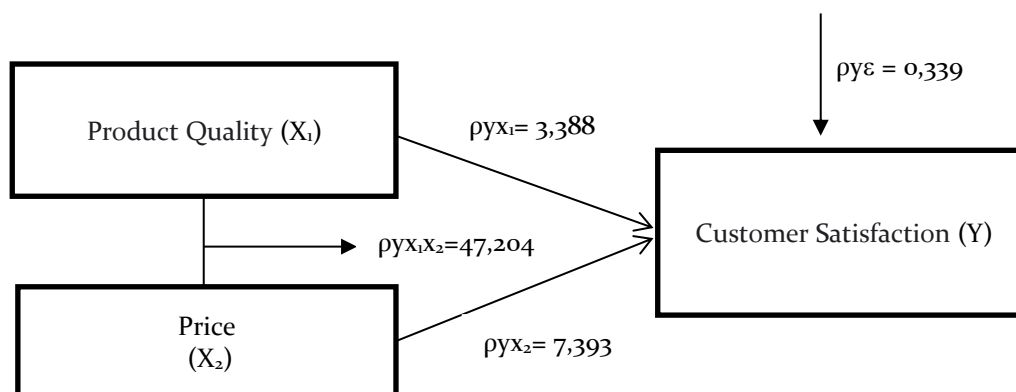 ρyε = 0,339
Product Quality (X₁)
ρyx₁= 3,388
Customer Satisfaction (Y)
ρyx₁x₂=47,204
Price
(X₂)
ρyx₂= 7,393